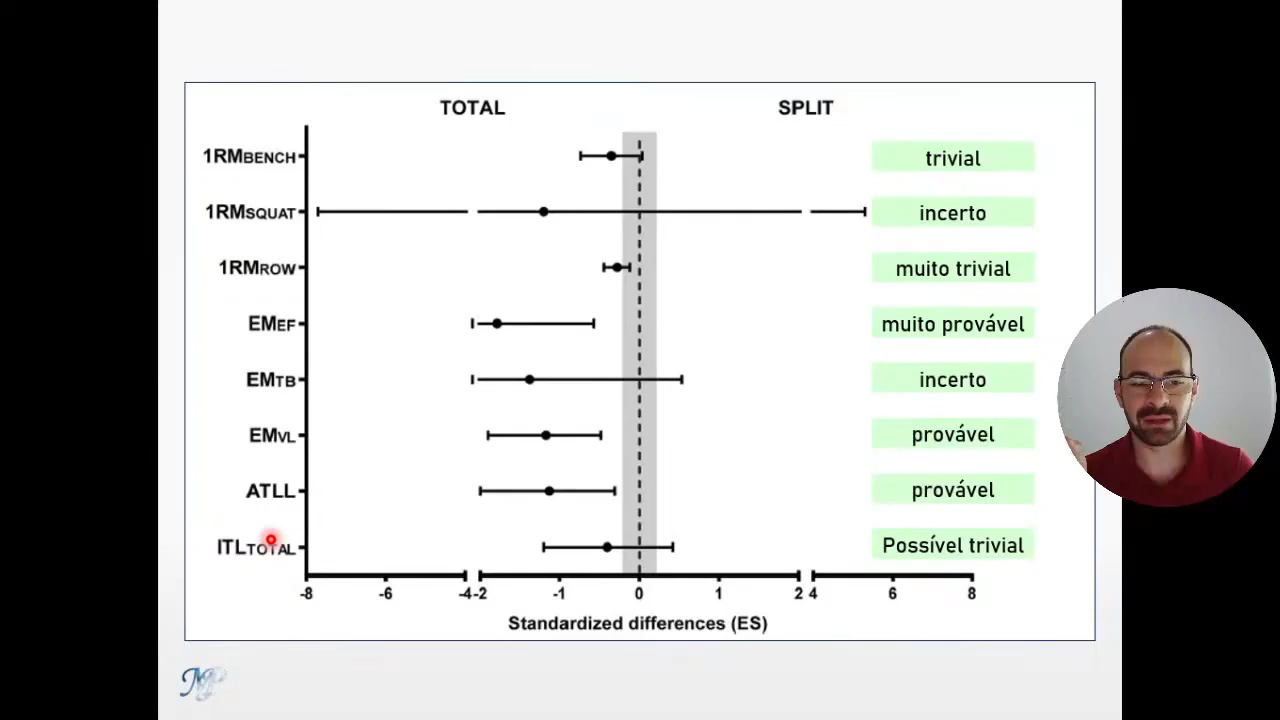 TOTAL SPLIT
1RMBENCH trivial
1RMSQUAT incerto
1RMROW muito trivial
EMEF muito provável
EMTB incerto
EMVL provável
ATLL provável
ITLTOTAL Possível trivial
-8 -6 -4 -2 -1 0 1 2 4 6 8
Standardized differences (ES)